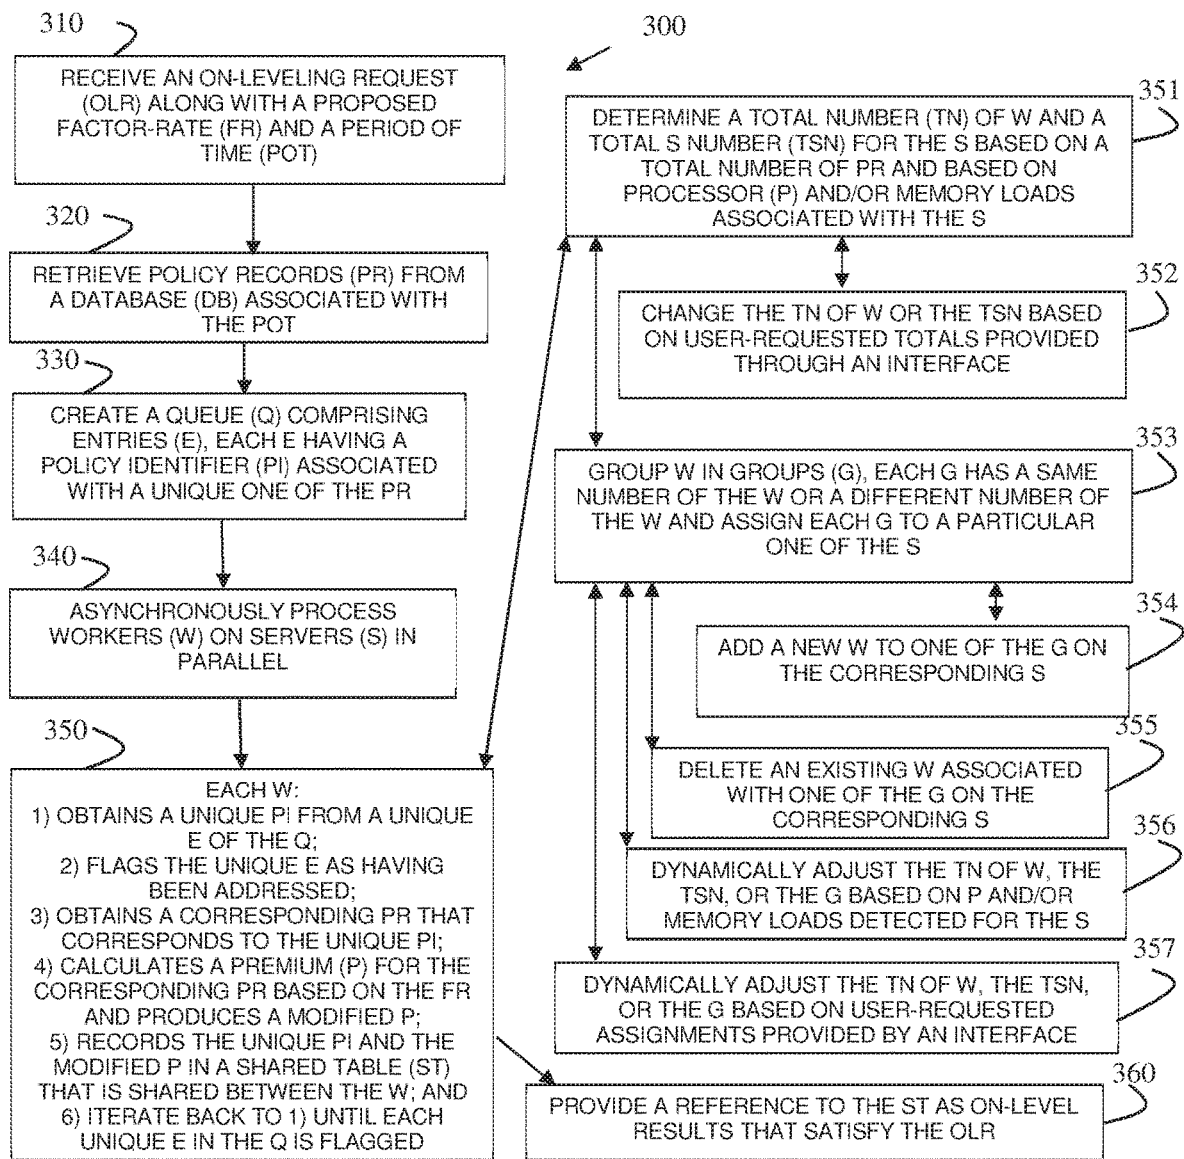 310
RECEIVE AN ON-LEVELING REQUEST
(OLR) ALONG WITH A PROPOSED
FACTOR-RATE (FR) AND A PERIOD OF
TIME (POT)
320
RETRIEVE POLICY RECORDS (PR) FROM
A DATABASE (DB) ASSOCIATED WITH
THE POT
330
CREATE A QUEUE (Q) COMPRISING
ENTRIES (E), EACH E HAVING A
POLICY IDENTIFIER (PI) ASSOCIATED
WITH A UNIQUE ONE OF THE PR
340
ASYNCHRONOUSLY PROCESS
WORKERS (W) ON SERVERS (S) IN
PARALLEL
350
EACH W:
1) OBTAINS A UNIQUE PI FROM A UNIQUE
E OF THE Q;
2) FLAGS THE UNIQUE E AS HAVING
BEEN ADDRESSED;
3) OBTAINS A CORRESPONDING PR THAT
CORRESPONDS TO THE UNIQUE PI;
4) CALCULATES A PREMIUM (P) FOR THE
CORRESPONDING PR BASED ON THE FR
AND PRODUCES A MODIFIED P;
5) RECORDS THE UNIQUE PI AND THE
MODIFIED P IN A SHARED TABLE (ST)
THAT IS SHARED BETWEEN THE W; AND
6) ITERATE BACK TO 1) UNTIL EACH
UNIQUE E IN THE Q IS FLAGGED
300
351
DETERMINE A TOTAL NUMBER (TN) OF W AND A
TOTAL S NUMBER (TSN) FOR THE S BASED ON A
TOTAL NUMBER OF PR AND BASED ON
PROCESSOR (P) AND/OR MEMORY LOADS
ASSOCIATED WITH THE S
352
CHANGE THE TN OF W OR THE TSN BASED
ON USER-REQUESTED TOTALS PROVIDED
THROUGH AN INTERFACE
353
GROUP W IN GROUPS (G), EACH G HAS A SAME
NUMBER OF THE W OR A DIFFERENT NUMBER OF
THE W AND ASSIGN EACH G TO A PARTICULAR
ONE OF THE S
354
ADD A NEW W TO ONE OF THE G ON
THE CORRESPONDING S
355
DELETE AN EXISTING W ASSOCIATED
WITH ONE OF THE G ON THE
CORRESPONDING S
356
DYNAMICALLY ADJUST THE TN OF W, THE
TSN, OR THE G BASED ON P AND/OR
MEMORY LOADS DETECTED FOR THE S
357
DYNAMICALLY ADJUST THE TN OF W, THE TSN,
OR THE G BASED ON USER-REQUESTED
ASSIGNMENTS PROVIDED BY AN INTERFACE
360
PROVIDE A REFERENCE TO THE ST AS ON-LEVEL
RESULTS THAT SATISFY THE OLR